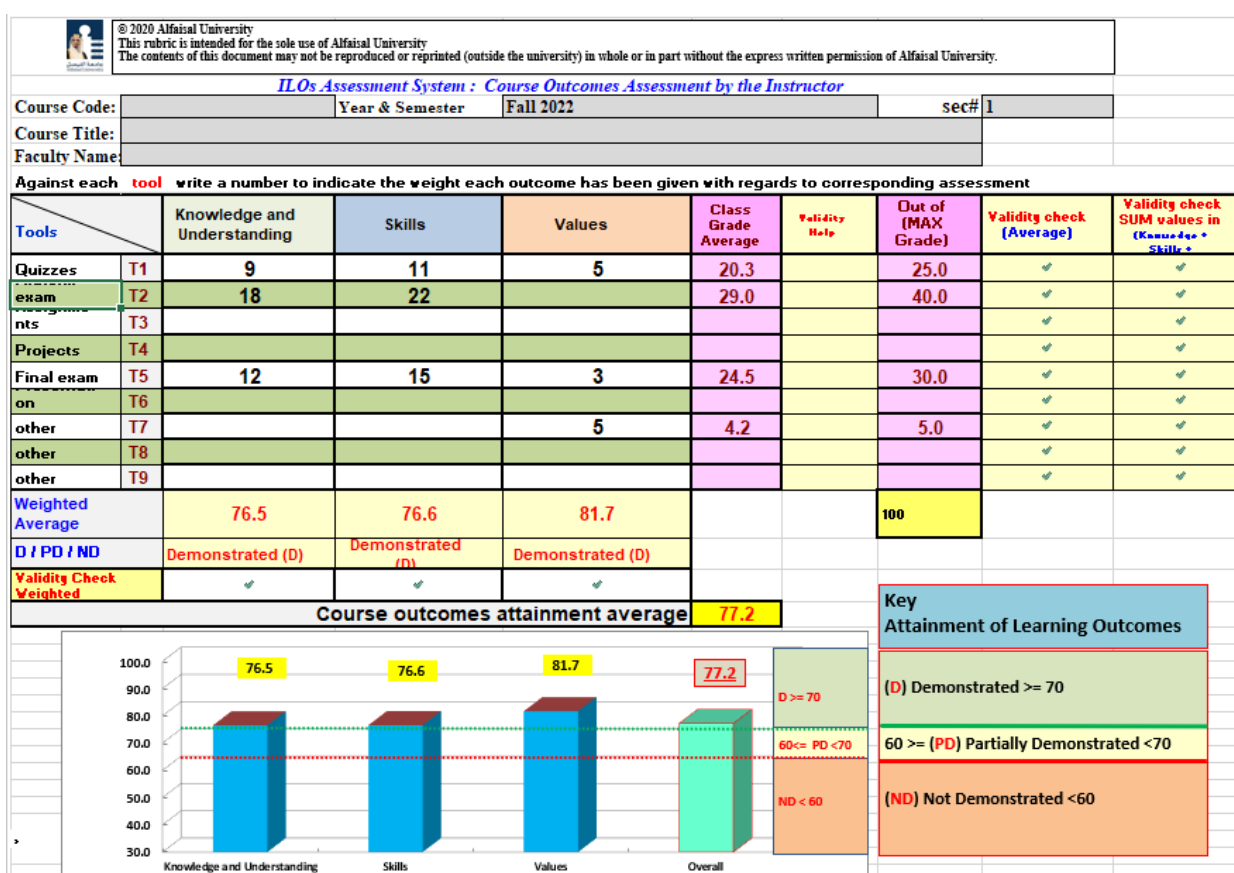 © 2020 Alfaisal University
This rubric is intended for the sole use of Alfaisal University
The contents of this document may not be reproduced or reprinted (outside the university) in whole or in part without the express written permission of Alfaisal University.
ILOs Assessment System : Course Outcomes Assessment by the Instructor
Course Code: Year & Semester Fall 2022 sec# 1
Course Title:
Faculty Name:
Against each tool write a number to indicate the weight each outcome has been given with regards to corresponding assessment
Tools Knowledge and Understanding Skills Values Class Grade Average Validity Help Out of (MAX Grade) Validity check (Average) Validity check SUM values in Skills +
Quizzes T1 9 11 5 20.3 25.0 ✓ ✓
exam T2 18 22 29.0 40.0 ✓ ✓
nts T3 ✓ ✓
Projects T4 ✓ ✓
Final exam T5 12 15 3 24.5 30.0 ✓ ✓
on T6 ✓ ✓
other T7 5 4.2 5.0 ✓ ✓
other T8 ✓ ✓
other T9 ✓ ✓
Weighted Average 76.5 76.6 81.7 100
D / PD / ND Demonstrated (D) Demonstrated (D) Demonstrated (D)
Validity Check Weighted ✓ ✓ ✓
Course outcomes attainment average 77.2
Key
Attainment of Learning Outcomes
(D) Demonstrated >= 70
60 >= (PD) Partially Demonstrated <70
(ND) Not Demonstrated <60
76.5 76.6 81.7 77.2
100.0
90.0
80.0
70.0
60.0
50.0
40.0
30.0
D >= 70
60<= PD <70
ND < 60
Knowledge and Understanding Skills Values Overall